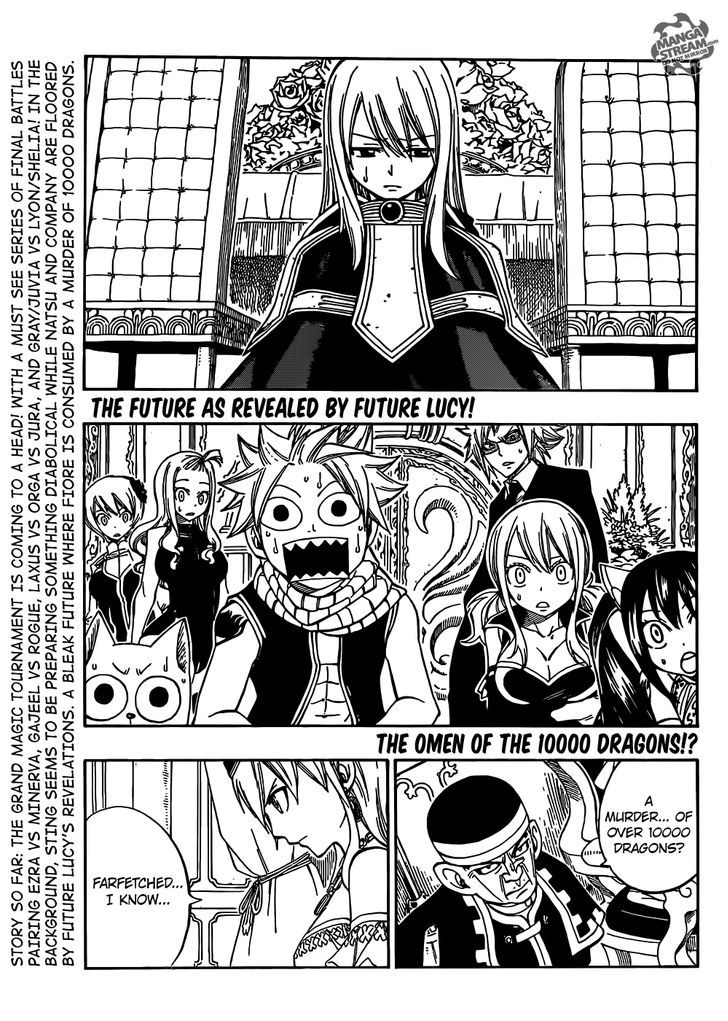 MANGA
STREAM.com
DO NOT MIRROR
STORY SO FAR: THE GRAND MAGIC TOURNAMENT IS COMING TO A HEAD! WITH A MUST SEE SERIES OF FINAL BATTLES
PAIRING EZRA VS MINERVA, GAJEEL VS ROGUE, LAXUS VS ORGA VS JURA, AND GRAY/JUVIA VS LYON/SHELIA! IN THE
BACKGROUND, STING SEEMS TO BE PREPARING SOMETHING DIABOLICAL WHILE NATSU AND COMPANY ARE FLOORED
BY FUTURE LUCY'S REVELATIONS. A BLEAK FUTURE WHERE FIORE IS CONSUMED BY A MURDER OF 10000 DRAGONS.
THE FUTURE AS REVEALED BY FUTURE LUCY!
THE OMEN OF THE 10000 DRAGONS!?
A
MURDER... OF
OVER 10000
DRAGONS?
FARFETCHED...
I KNOW...